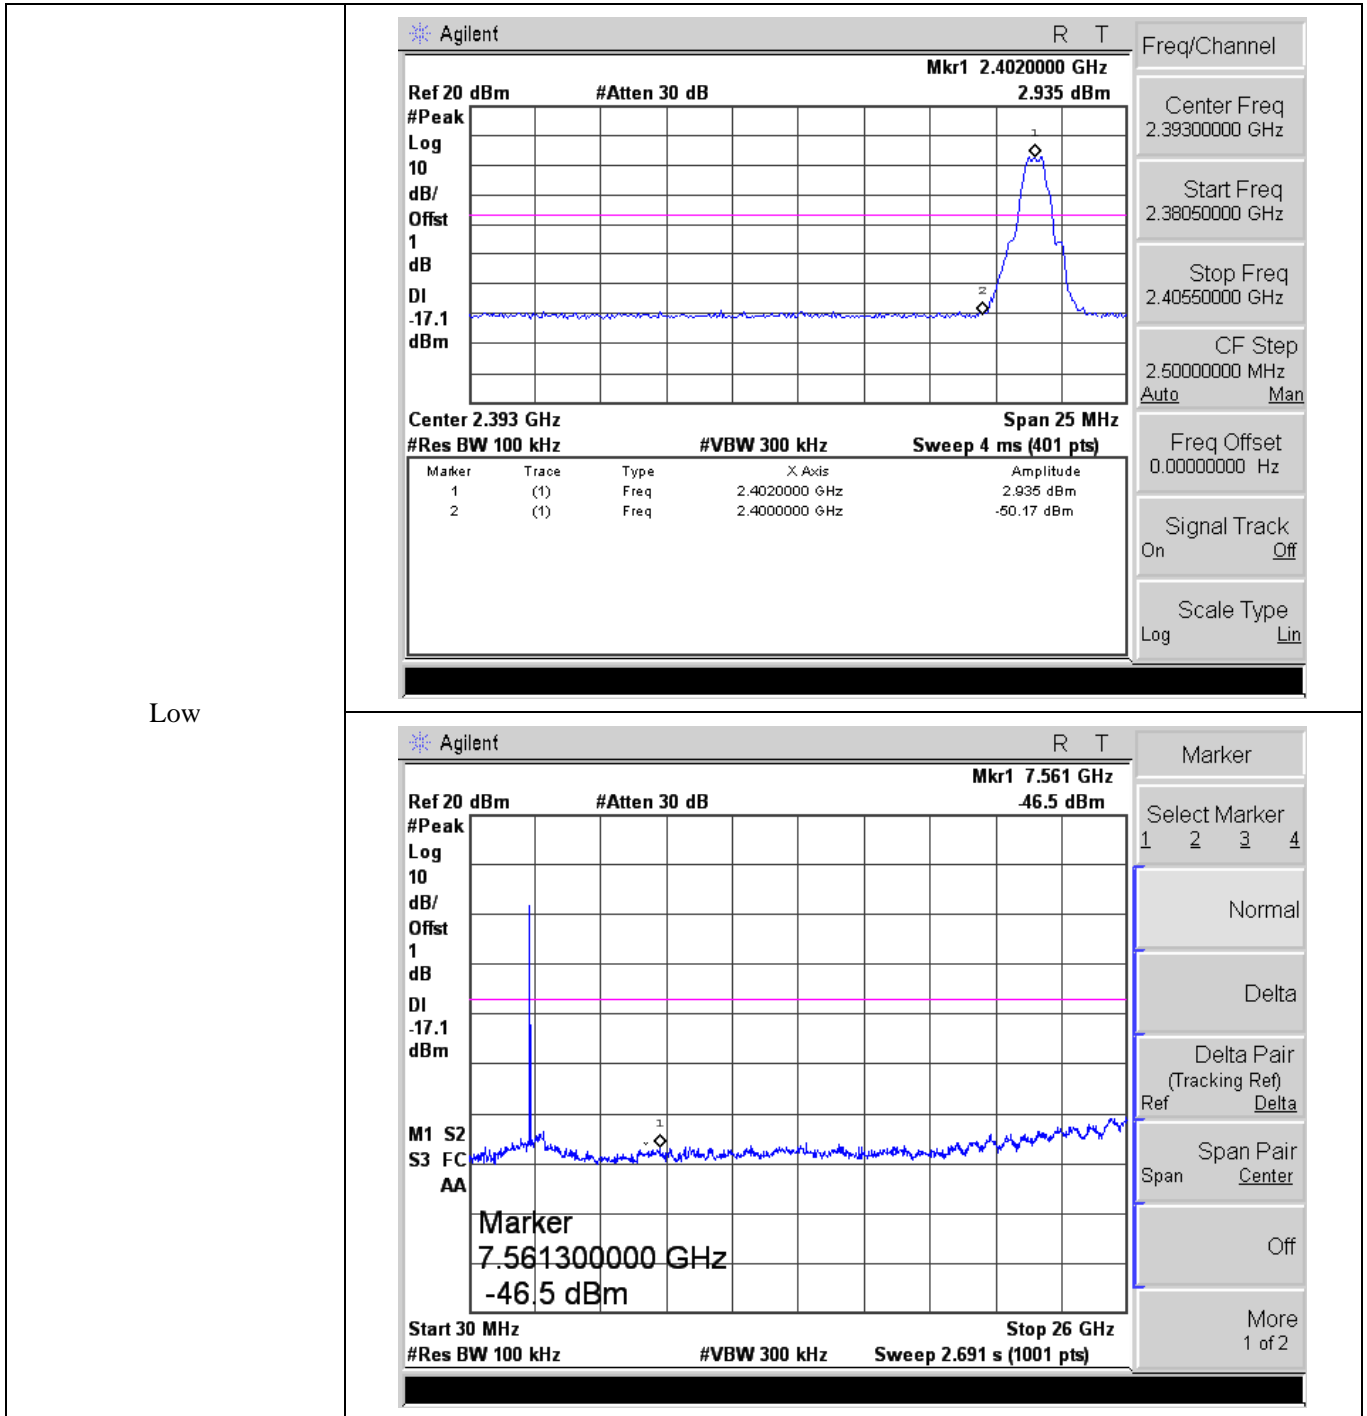 Low
Agilent R T
Mkr1 2.4020000 GHz
Ref 20 dBm #Atten 30 dB 2.935 dBm
#Peak
Log
10
dB/
Offst
1
dB
DI
-17.1
dBm
1
2
Center 2.393 GHz Span 25 MHz
#Res BW 100 kHz #VBW 300 kHz Sweep 4 ms (401 pts)
Marker Trace Type X Axis Amplitude
1 (1) Freq 2.4020000 GHz 2.935 dBm
2 (1) Freq 2.4000000 GHz -50.17 dBm
Freq/Channel
Center Freq
2.39300000 GHz
Start Freq
2.38050000 GHz
Stop Freq
2.40550000 GHz
CF Step
2.50000000 MHz
Auto Man
Freq Offset
0.00000000 Hz
Signal Track
On Off
Scale Type
Log Lin
Agilent R T
Mkr1 7.561 GHz
Ref 20 dBm #Atten 30 dB -46.5 dBm
#Peak
Log
10
dB/
Offst
1
dB
DI
-17.1
dBm
1
M1 S2
S3 FC
AA
Marker
7.561300000 GHz
-46.5 dBm
Start 30 MHz Stop 26 GHz
#Res BW 100 kHz #VBW 300 kHz Sweep 2.691 s (1001 pts)
Marker
Select Marker
1 2 3 4
Normal
Delta
Delta Pair
(Tracking Ref)
Ref Delta
Span Pair
Span Center
Off
More
1 of 2